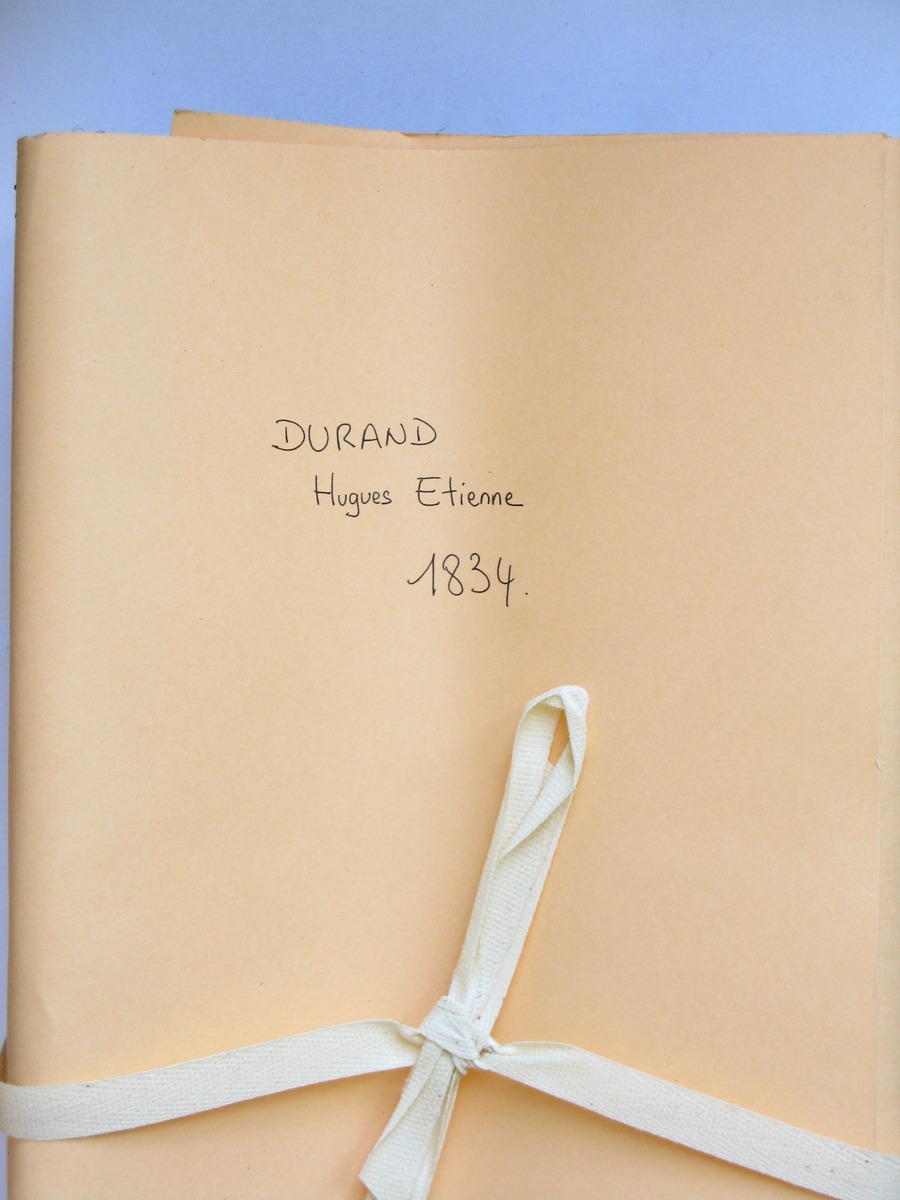 DURAND
Hugues Etienne
1834.